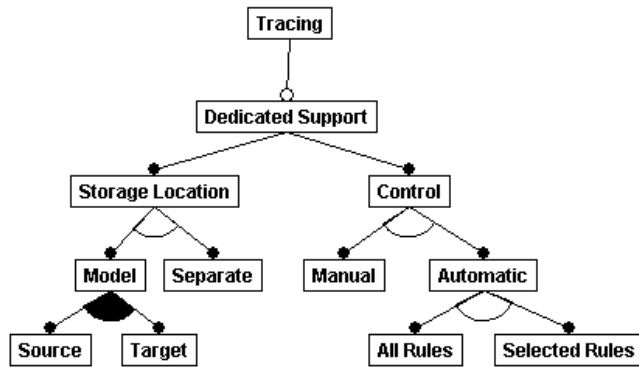 Tracing
Dedicated Support
Storage Location
Control
Model
Separate
Manual
Automatic
Source
Target
All Rules
Selected Rules